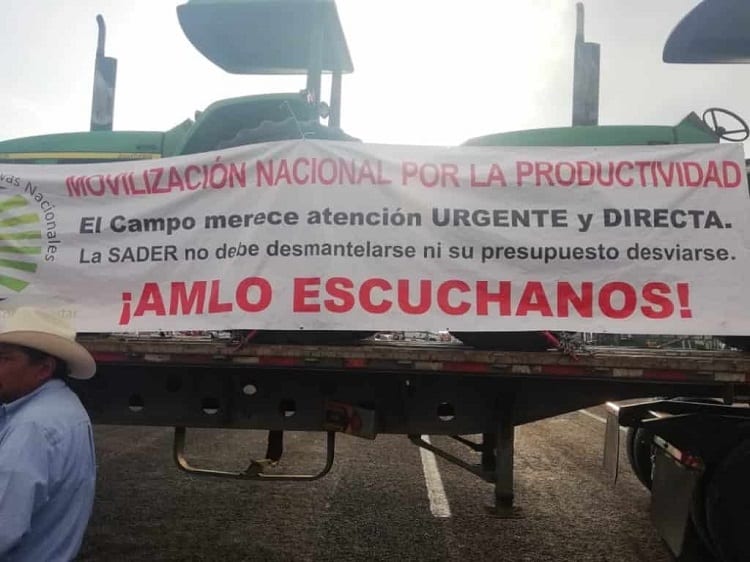 MOVILIZACIÓN NACIONAL POR LA PRODUCTIVIDAD
El Campo merece atención URGENTE y DIRECTA.
La SADER no debe desmantelarse ni su presupuesto desviarse.
¡AMLO ESCUCHANOS!
Nacionales